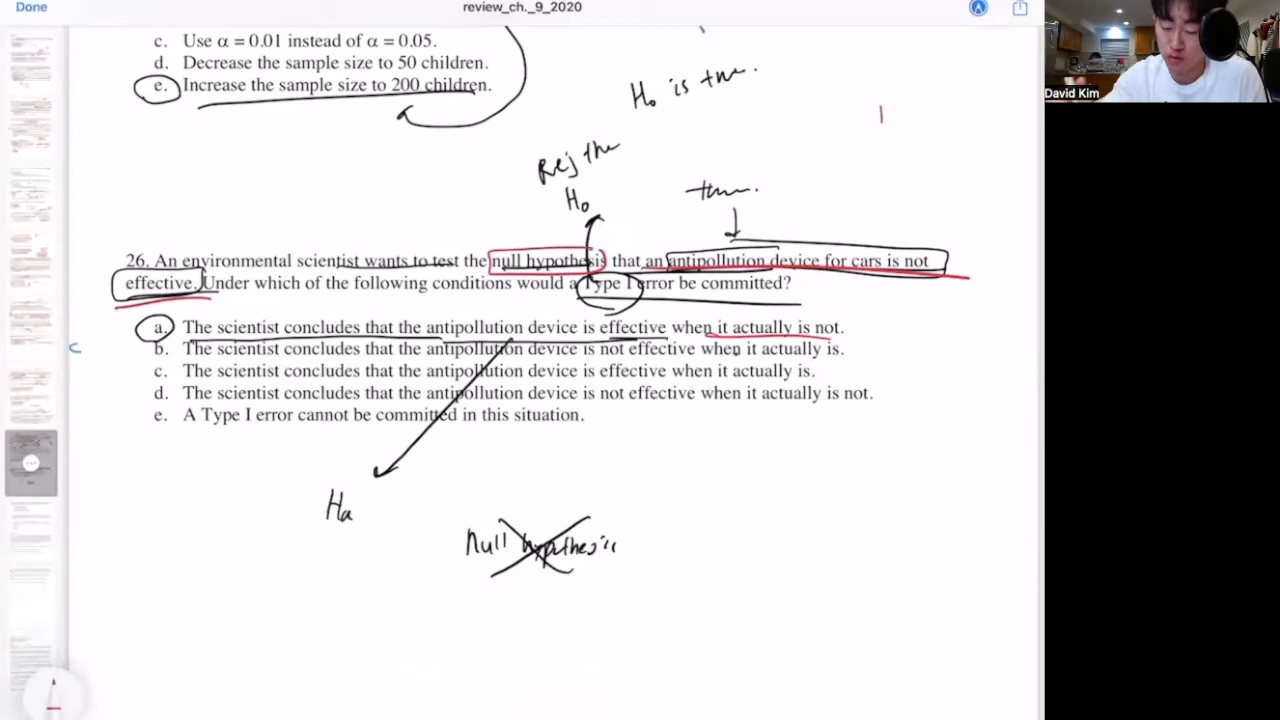 Done
review_ch._9_2020
c. Use α = 0.01 instead of α = 0.05.
d. Decrease the sample size to 50 children.
e. Increase the sample size to 200 children.
H₀ is true.
David Kim
Rej the
H₀
true.
26. An environmental scientist wants to test the null hypothesis that an antipollution device for cars is not
effective. Under which of the following conditions would a Type I error be committed?
a. The scientist concludes that the antipollution device is effective when it actually is not.
b. The scientist concludes that the antipollution device is not effective when it actually is.
c. The scientist concludes that the antipollution device is effective when it actually is.
d. The scientist concludes that the antipollution device is not effective when it actually is not.
e. A Type I error cannot be committed in this situation.
Ha
Null hypothesis